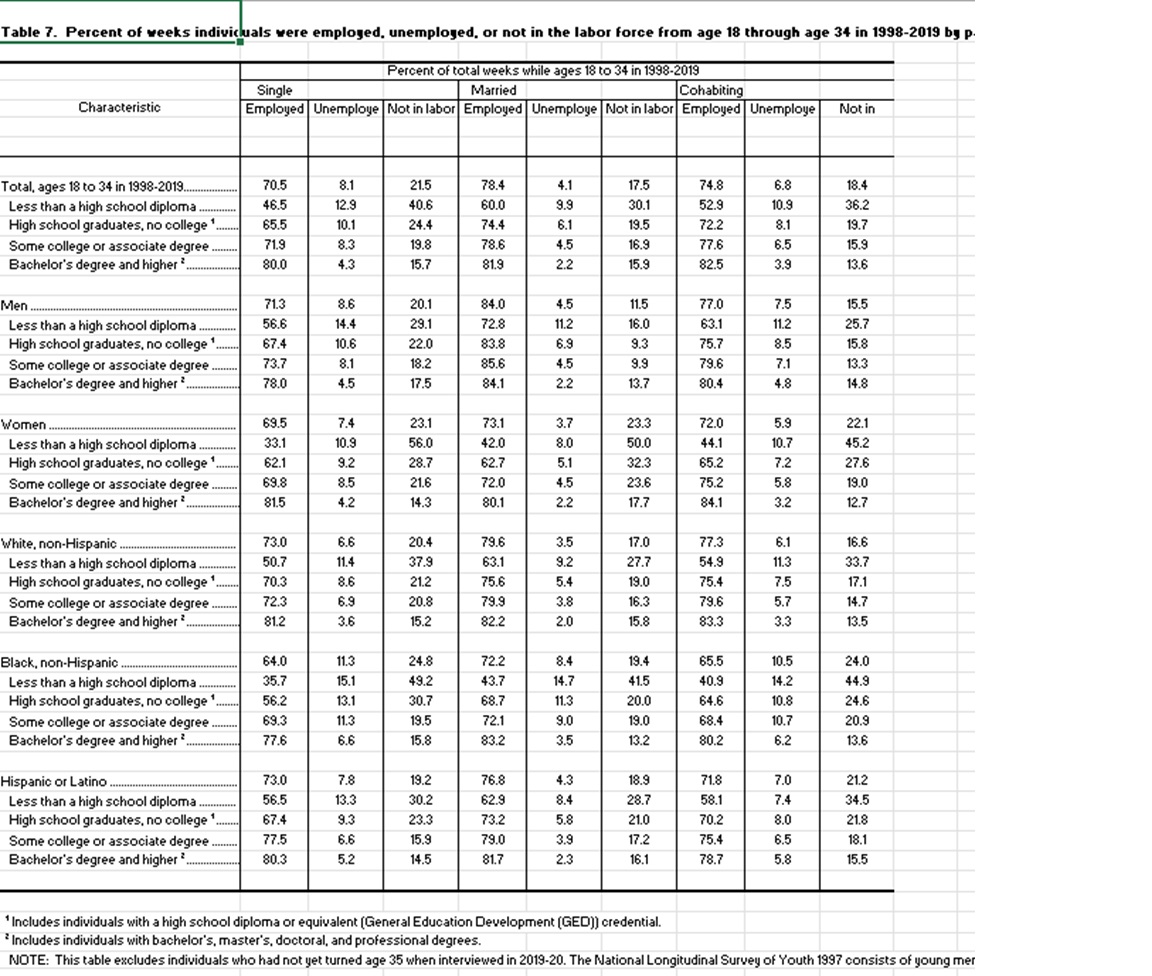 Table 7.  Percent of weeks individuals were employed, unemployed, or not in the labor force from age 18 through age 34 in 1998-2019 by p
Percent of total weeks while ages 18 to 34 in 1998-2019
Single Married Cohabiting
Characteristic Employed Unemploye Not in labor Employed Unemploye Not in labor Employed Unemploye Not in
Total, ages 18 to 34 in 1998-2019.................. 70.5 8.1 21.5 78.4 4.1 17.5 74.8 6.8 18.4
Less than a high school diploma ............. 46.5 12.9 40.6 60.0 9.9 30.1 52.9 10.9 36.2
High school graduates, no college ¹........ 65.5 10.1 24.4 74.4 6.1 19.5 72.2 8.1 19.7
Some college or associate degree ......... 71.9 8.3 19.8 78.6 4.5 16.9 77.6 6.5 15.9
Bachelor's degree and higher ².................. 80.0 4.3 15.7 81.9 2.2 15.9 82.5 3.9 13.6
Men ........................................................ 71.3 8.6 20.1 84.0 4.5 11.5 77.0 7.5 15.5
Less than a high school diploma ............. 56.6 14.4 29.1 72.8 11.2 16.0 63.1 11.2 25.7
High school graduates, no college ¹........ 67.4 10.6 22.0 83.8 6.9 9.3 75.7 8.5 15.8
Some college or associate degree ......... 73.7 8.1 18.2 85.6 4.5 9.9 79.6 7.1 13.3
Bachelor's degree and higher ².................. 78.0 4.5 17.5 84.1 2.2 13.7 80.4 4.8 14.8
Women .................................................... 69.5 7.4 23.1 73.1 3.7 23.3 72.0 5.9 22.1
Less than a high school diploma ............. 33.1 10.9 56.0 42.0 8.0 50.0 44.1 10.7 45.2
High school graduates, no college ¹........ 62.1 9.2 28.7 62.7 5.1 32.3 65.2 7.2 27.6
Some college or associate degree ......... 69.8 8.5 21.6 72.0 4.5 23.6 75.2 5.8 19.0
Bachelor's degree and higher ².................. 81.5 4.2 14.3 80.1 2.2 17.7 84.1 3.2 12.7
White, non-Hispanic ................................ 73.0 6.6 20.4 79.6 3.5 17.0 77.3 6.1 16.6
Less than a high school diploma ............. 50.7 11.4 37.9 63.1 9.2 27.7 54.9 11.3 33.7
High school graduates, no college ¹........ 70.3 8.6 21.2 75.6 5.4 19.0 75.4 7.5 17.1
Some college or associate degree ......... 72.3 6.9 20.8 79.9 3.8 16.3 79.6 5.7 14.7
Bachelor's degree and higher ².................. 81.2 3.6 15.2 82.2 2.0 15.8 83.3 3.3 13.5
Black, non-Hispanic ................................ 64.0 11.3 24.8 72.2 8.4 19.4 65.5 10.5 24.0
Less than a high school diploma ............. 35.7 15.1 49.2 43.7 14.7 41.5 40.9 14.2 44.9
High school graduates, no college ¹........ 56.2 13.1 30.7 68.7 11.3 20.0 64.6 10.8 24.6
Some college or associate degree ......... 69.3 11.3 19.5 72.1 9.0 19.0 68.4 10.7 20.9
Bachelor's degree and higher ².................. 77.6 6.6 15.8 83.2 3.5 13.2 80.2 6.2 13.6
Hispanic or Latino ................................... 73.0 7.8 19.2 76.8 4.3 18.9 71.8 7.0 21.2
Less than a high school diploma ............. 56.5 13.3 30.2 62.9 8.4 28.7 58.1 7.4 34.5
High school graduates, no college ¹........ 67.4 9.3 23.3 73.2 5.8 21.0 70.2 8.0 21.8
Some college or associate degree ......... 77.5 6.6 15.9 79.0 3.9 17.2 75.4 6.5 18.1
Bachelor's degree and higher ².................. 80.3 5.2 14.5 81.7 2.3 16.1 78.7 5.8 15.5
¹ Includes individuals with a high school diploma or equivalent (General Education Development (GED)) credential.
² Includes individuals with bachelor's, master's, doctoral, and professional degrees.
NOTE:  This table excludes individuals who had not yet turned age 35 when interviewed in 2019-20. The National Longitudinal Survey of Youth 1997 consists of young mer